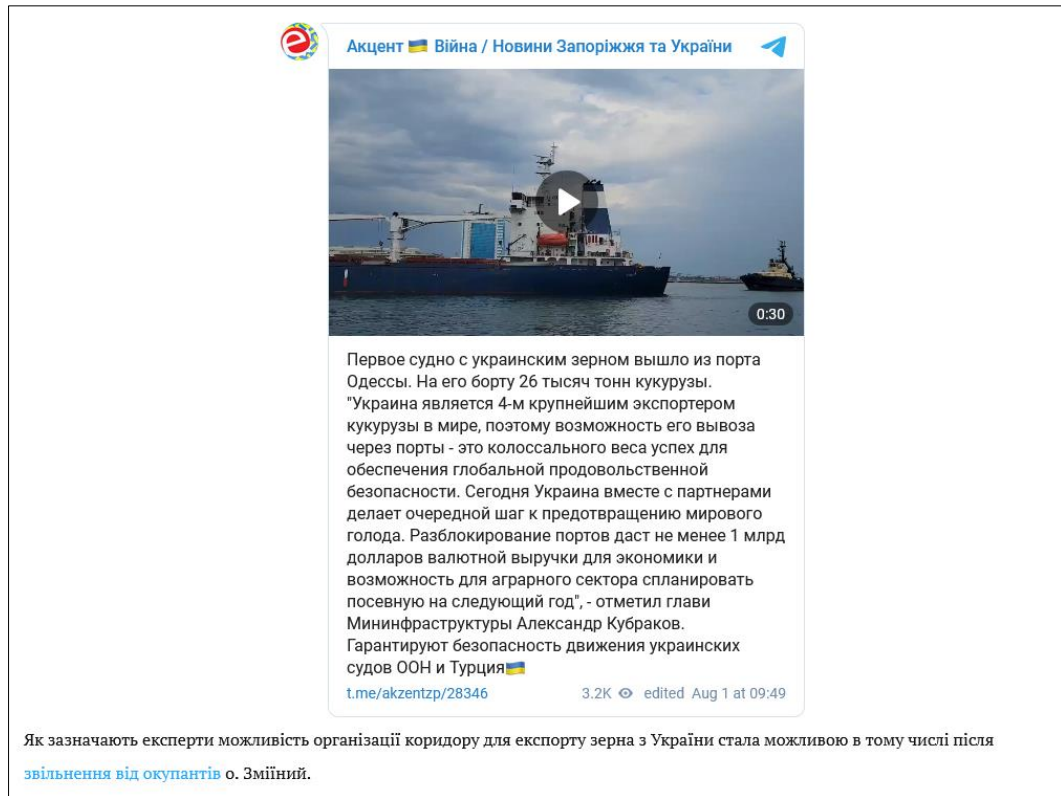 Акцент 🇺🇦 Війна / Новини Запоріжжя та України
0:30
Первое судно с украинским зерном вышло из порта
Одессы. На его борту 26 тысяч тонн кукурузы.
"Украина является 4-м крупнейшим экспортером
кукурузы в мире, поэтому возможность его вывоза
через порты - это колоссального веса успех для
обеспечения глобальной продовольственной
безопасности. Сегодня Украина вместе с партнерами
делает очередной шаг к предотвращению мирового
голода. Разблокирование портов даст не менее 1 млрд
долларов валютной выручки для экономики и
возможность для аграрного сектора спланировать
посевную на следующий год", - отметил глави
Мининфраструктуры Александр Кубраков.
Гарантируют безопасность движения украинских
судов ООН и Турция🇺🇦
t.me/akzentzp/28346 3.2K edited Aug 1 at 09:49
Як зазначають експерти можливість організації коридору для експорту зерна з України стала можливою в тому числі після
звільнення від окупантів о. Зміїний.